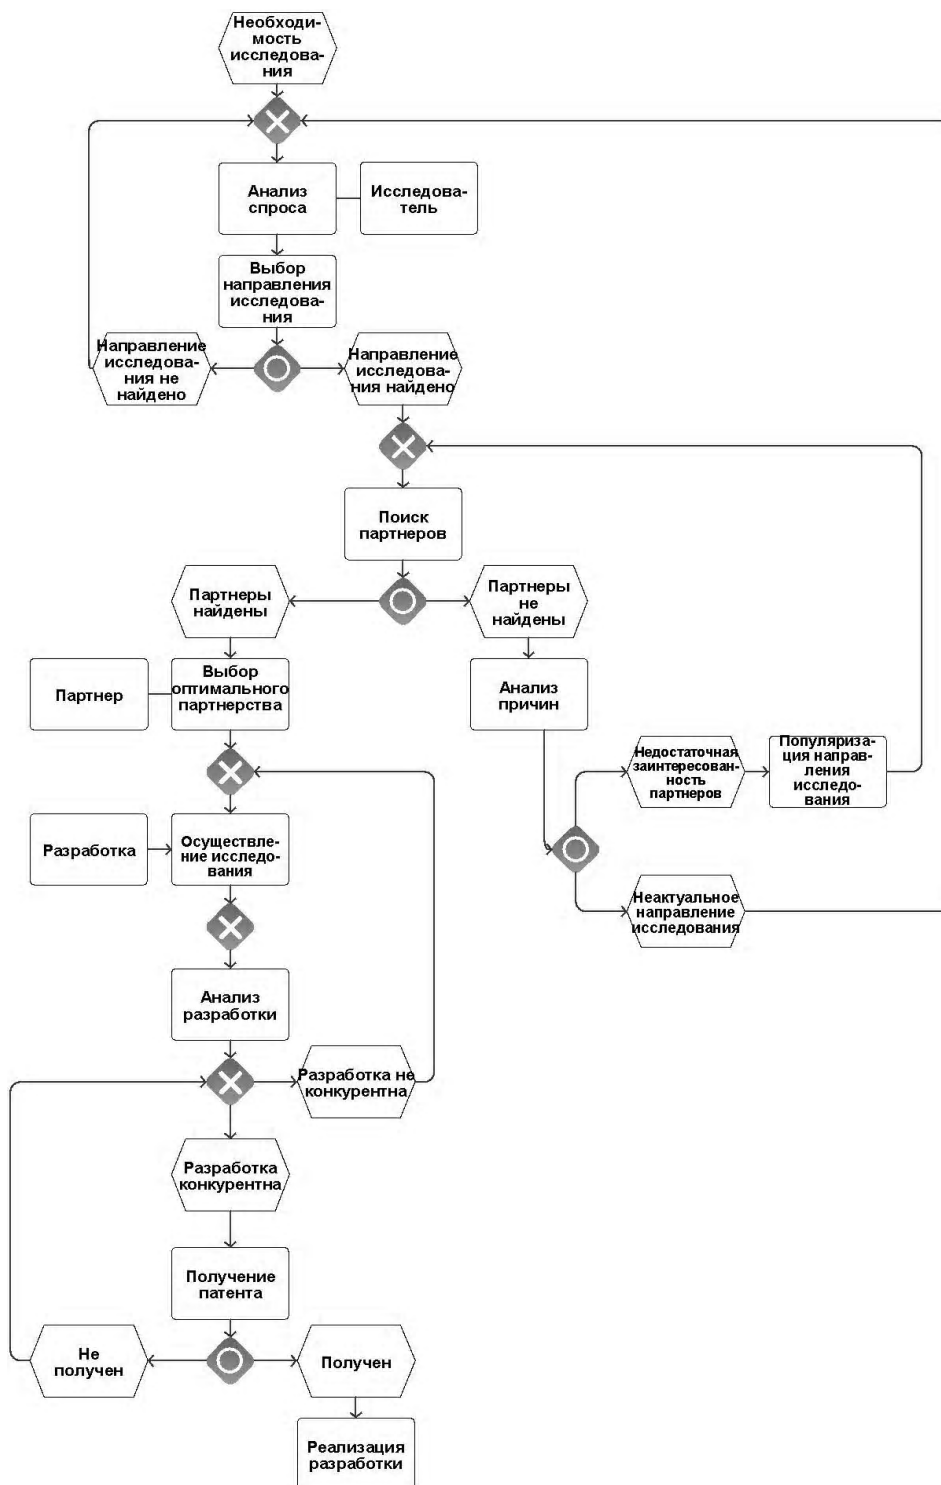 Необходи-
мость
исследова-
ния
Анализ
спроса
Исследова-
тель
Выбор
направления
исследова-
ния
Направление
исследова-
ния не
найдено
Направление
исследова-
ния найдено
Поиск
партнеров
Партнеры
найдены
Партнеры
не
найдены
Партнер
Выбор
оптимального
партнерства
Анализ
причин
Недостаточная
заинтересован-
ность
партнеров
Популяриза-
ция направ-
ления
исследо-
вания
Разработка
Осуществле-
ние исследо-
вания
Неактуальное
направление
исследования
Анализ
разработки
Разработка не
конкурентна
Разработка
конкурентна
Получение
патента
Не
получен
Получен
Реализация
разработки